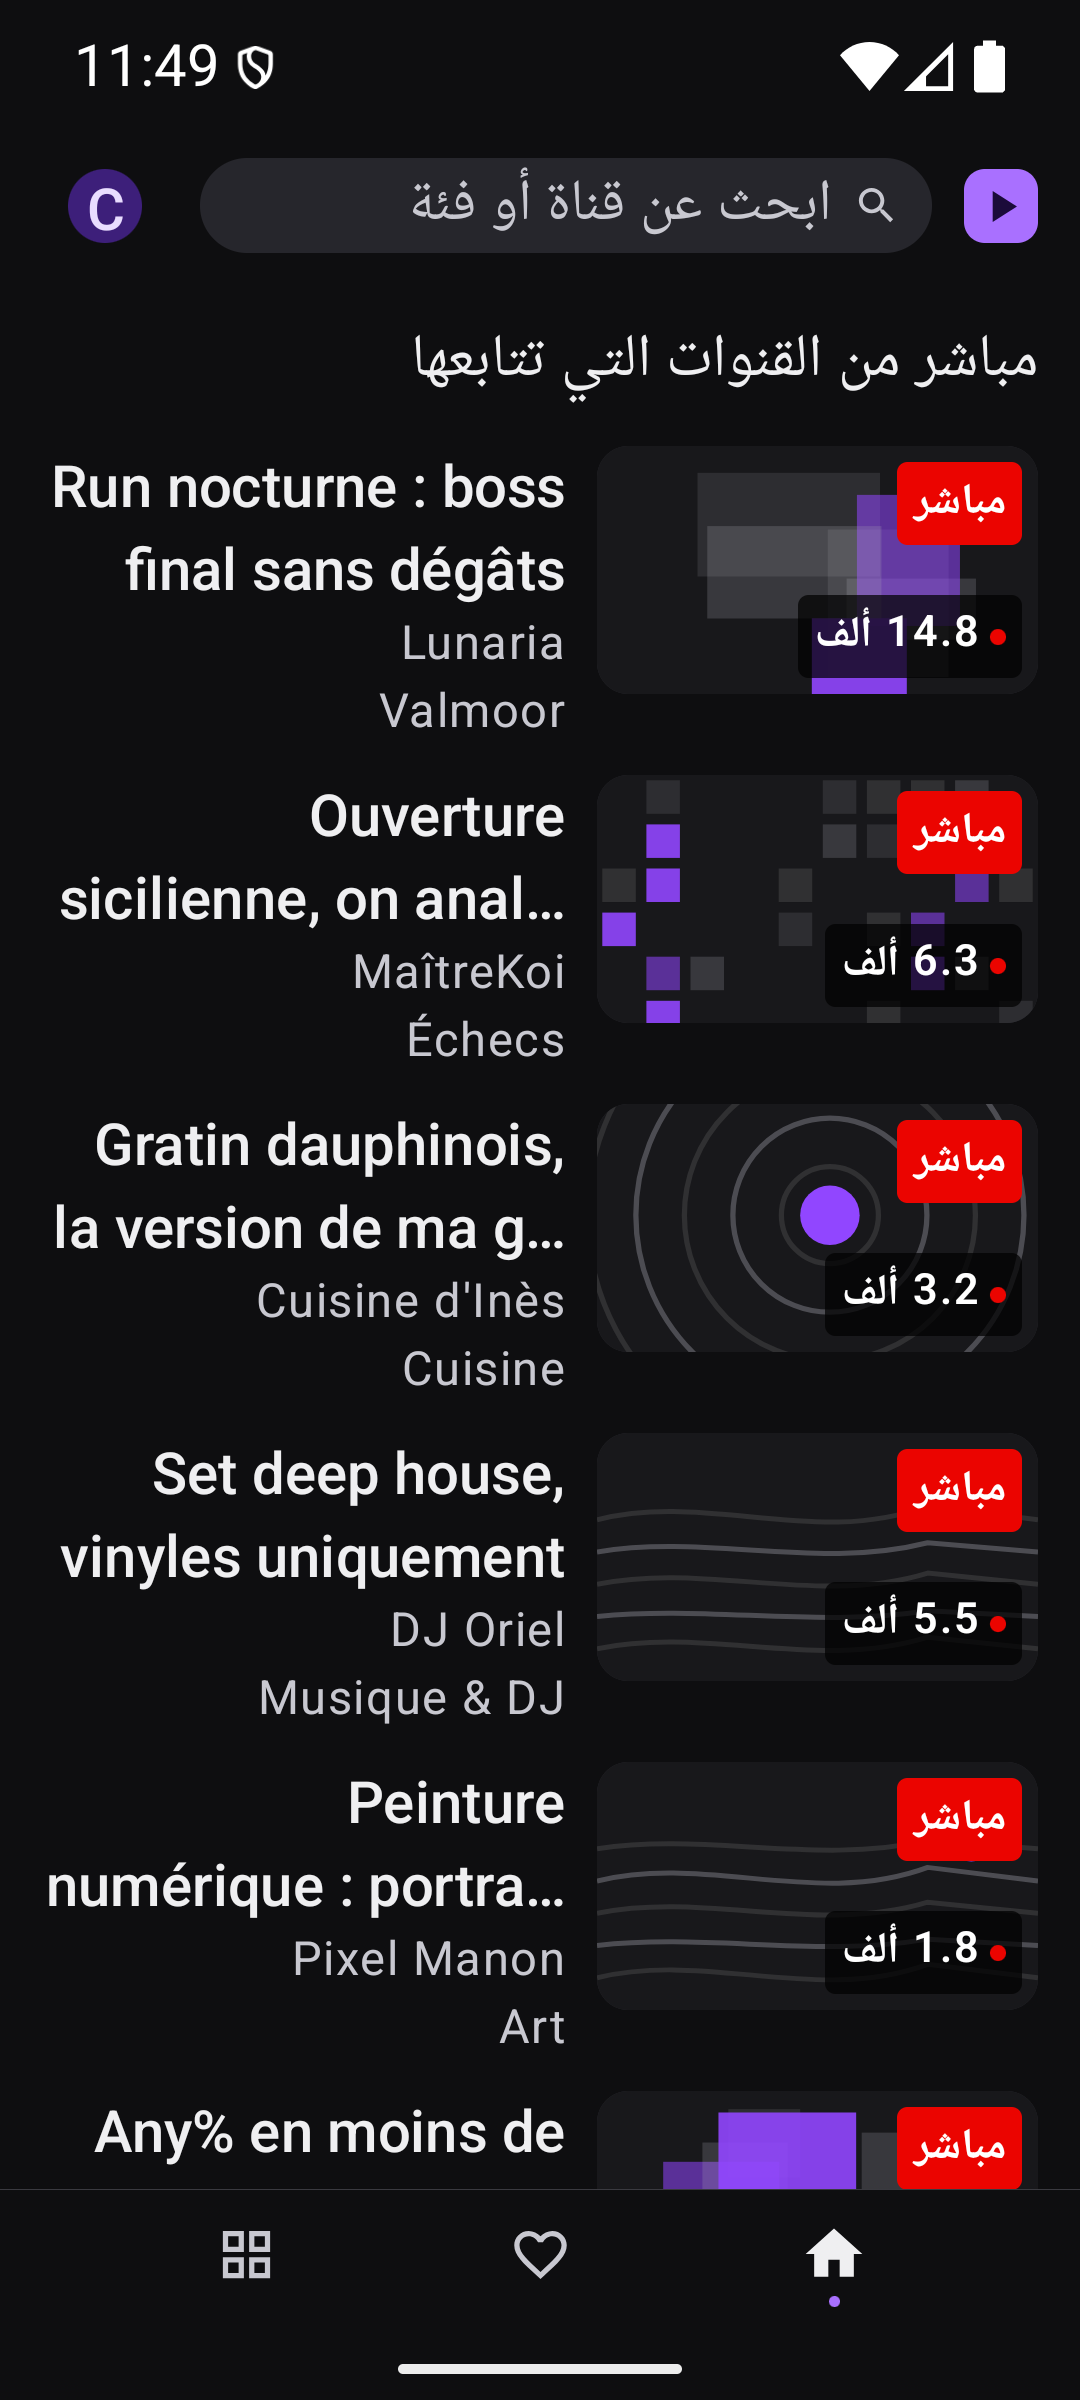 11:49
ابحث عن قناة أو فئة
C
مباشر من القنوات التي تتابعها
مباشر
14.8 ألف
Run nocturne : boss
final sans dégâts
Lunaria
Valmoor
مباشر
6.3 ألف
Ouverture
sicilienne, on anal…
MaîtreKoi
Échecs
مباشر
3.2 ألف
Gratin dauphinois,
la version de ma g…
Cuisine d'Inès
Cuisine
مباشر
5.5 ألف
Set deep house,
vinyles uniquement
DJ Oriel
Musique & DJ
مباشر
1.8 ألف
Peinture
numérique : portra…
Pixel Manon
Art
مباشر
Any% en moins de